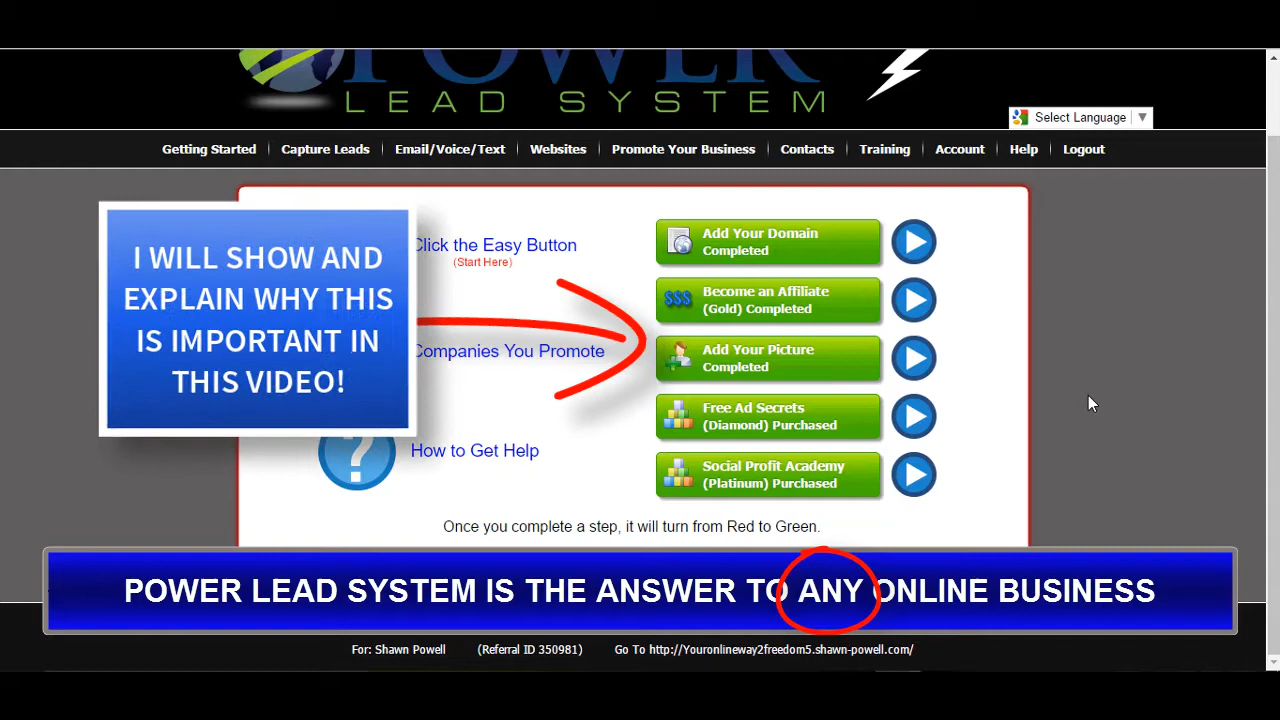 POWER
LEAD SYSTEM
Select Language
Getting Started Capture Leads Email/Voice/Text Websites Promote Your Business Contacts Training Account Help Logout
I WILL SHOW AND
EXPLAIN WHY THIS
IS IMPORTANT IN
THIS VIDEO!
Click the Easy Button
(Start Here)
Companies You Promote
?
How to Get Help
Add Your Domain
Completed
$$$
Become an Affiliate
(Gold) Completed
Add Your Picture
Completed
Free Ad Secrets
(Diamond) Purchased
Social Profit Academy
(Platinum) Purchased
Once you complete a step, it will turn from Red to Green.
POWER LEAD SYSTEM IS THE ANSWER TO ANY ONLINE BUSINESS
For: Shawn Powell (Referral ID 350981) Go To http://Youronlineway2freedom5.shawn-powell.com/